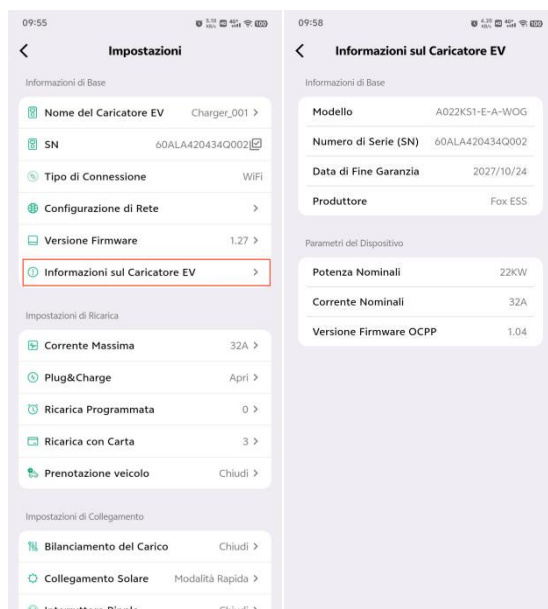 09:55
Impostazioni
Informazioni di Base
Nome del Caricatore EV Charger_001
SN 60ALA420434Q002
Tipo di Connessione WiFi
Configurazione di Rete
Versione Firmware 1.27
Informazioni sul Caricatore EV
Impostazioni di Ricarica
Corrente Massima 32A
Plug&Charge Apri
Ricarica Programmata 0
Ricarica con Carta 3
Prenotazione veicolo Chiudi
Impostazioni di Collegamento
Bilanciamento del Carico Chiudi
Collegamento Solare Modalità Rapida
09:58
Informazioni sul Caricatore EV
Informazioni di Base
Modello A022KS1-E-A-WOG
Numero di Serie (SN) 60ALA420434Q002
Data di Fine Garanzia 2027/10/24
Produttore Fox ESS
Parametri del Dispositivo
Potenza Nominali 22KW
Corrente Nominali 32A
Versione Firmware OCPP 1.04